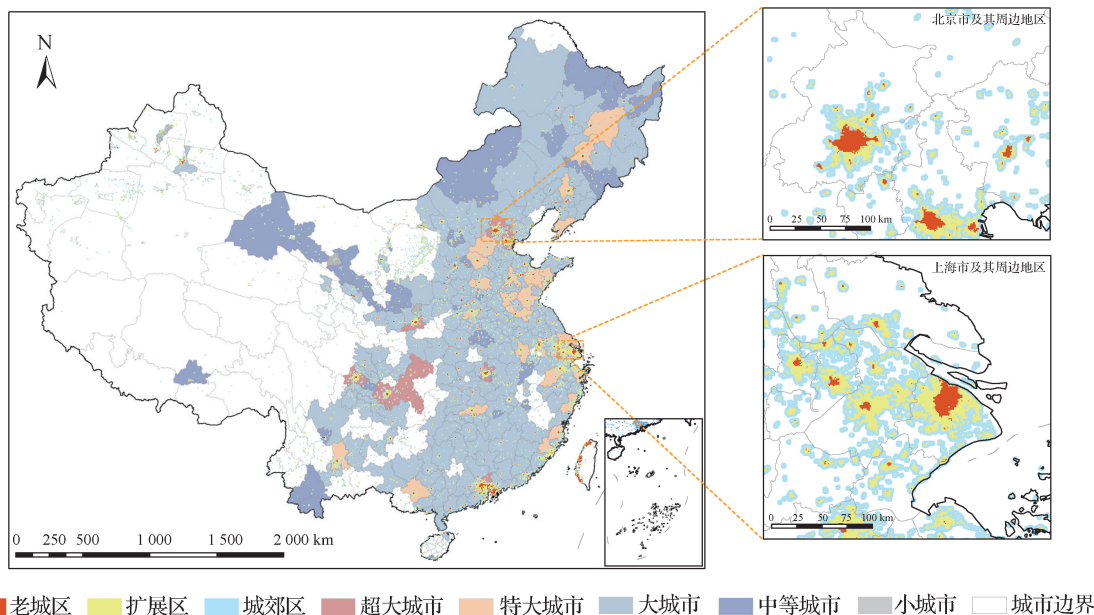 N
0 250 500 1 000 1 500 2 000 km
北京市及其周边地区
0 25 50 75 100 km
上海市及其周边地区
0 25 50 75 100 km
老城区 扩展区 城郊区 超大城市 特大城市 大城市 中等城市 小城市 城市边界